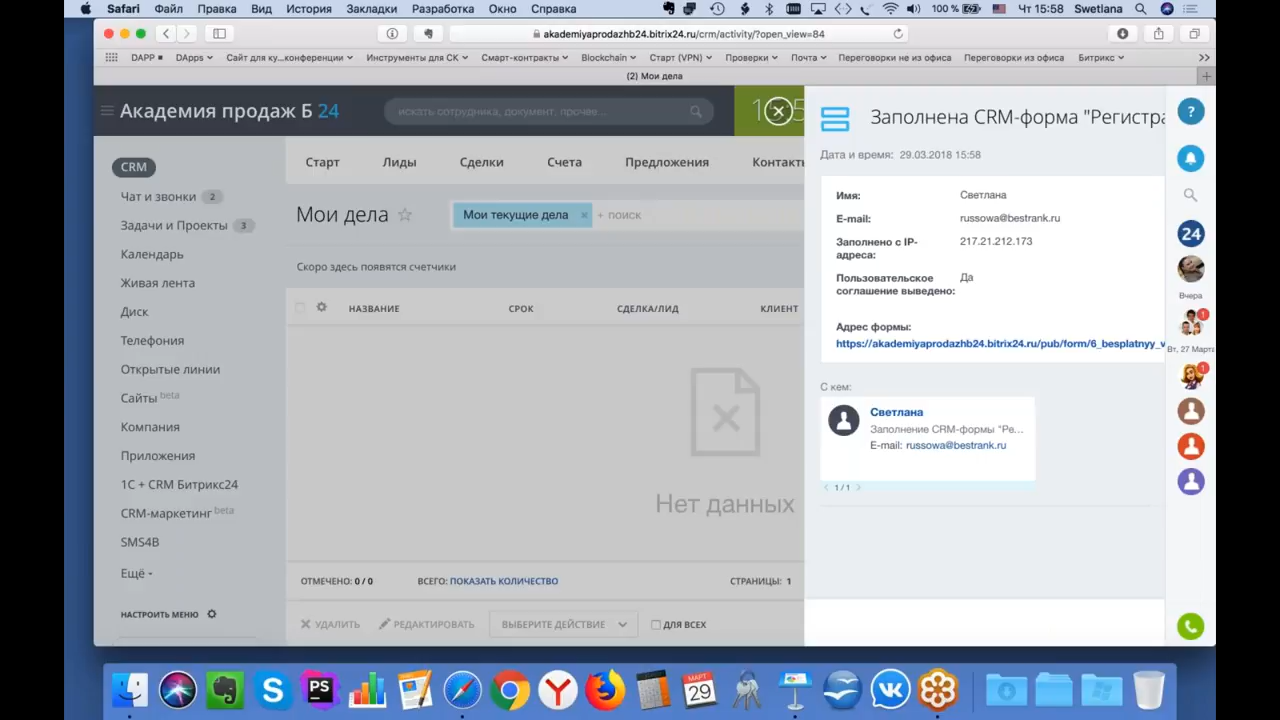 Safari Файл Правка Вид История Закладки Разработка Окно Справка 100 % Чт 15:58 Swetlana
akademiyaprodazhb24.bitrix24.ru/crm/activity/?open_view=84
DAPP DApps Сайт для ку...конференции Инструменты для СК Смарт-контракты Blockchain Старт (VPN) Проверки Почта Переговорки не из офиса Переговорки из офиса Битрикс
(2) Мои дела
Академия продаж Б 24
искать сотрудника, документ, прочее...
Заполнена CRM-форма "Регистра
Дата и время: 29.03.2018 15:58
CRM
Чат и звонки 2
Задачи и Проекты 3
Календарь
Живая лента
Диск
Телефония
Открытые линии
Сайты beta
Компания
Приложения
1С + CRM Битрикс24
CRM-маркетинг beta
SMS4B
Ещё
НАСТРОИТЬ МЕНЮ
Старт Лиды Сделки Счета Предложения Контакты
Мои дела
Мои текущие дела × + поиск
Скоро здесь появятся счетчики
НАЗВАНИЕ СРОК СДЕЛКА/ЛИД КЛИЕНТ
Нет данных
ОТМЕЧЕНО: 0 / 0 ВСЕГО: ПОКАЗАТЬ КОЛИЧЕСТВО СТРАНИЦЫ: 1
УДАЛИТЬ РЕДАКТИРОВАТЬ ВЫБЕРИТЕ ДЕЙСТВИЕ ДЛЯ ВСЕХ
Имя: Светлана
E-mail: russowa@bestrank.ru
Заполнено с IP-адреса: 217.21.212.173
Пользовательское Да
соглашение выведено:
Адрес формы:
https://akademiyaprodazhb24.bitrix24.ru/pub/form/6_besplatnyy_v
С кем:
Светлана
Заполнение CRM-формы "Ре...
E-mail: russowa@bestrank.ru
1 / 1
?
24
Вчера
1
Вт, 27 Марта
1
PS
МАРТ
29